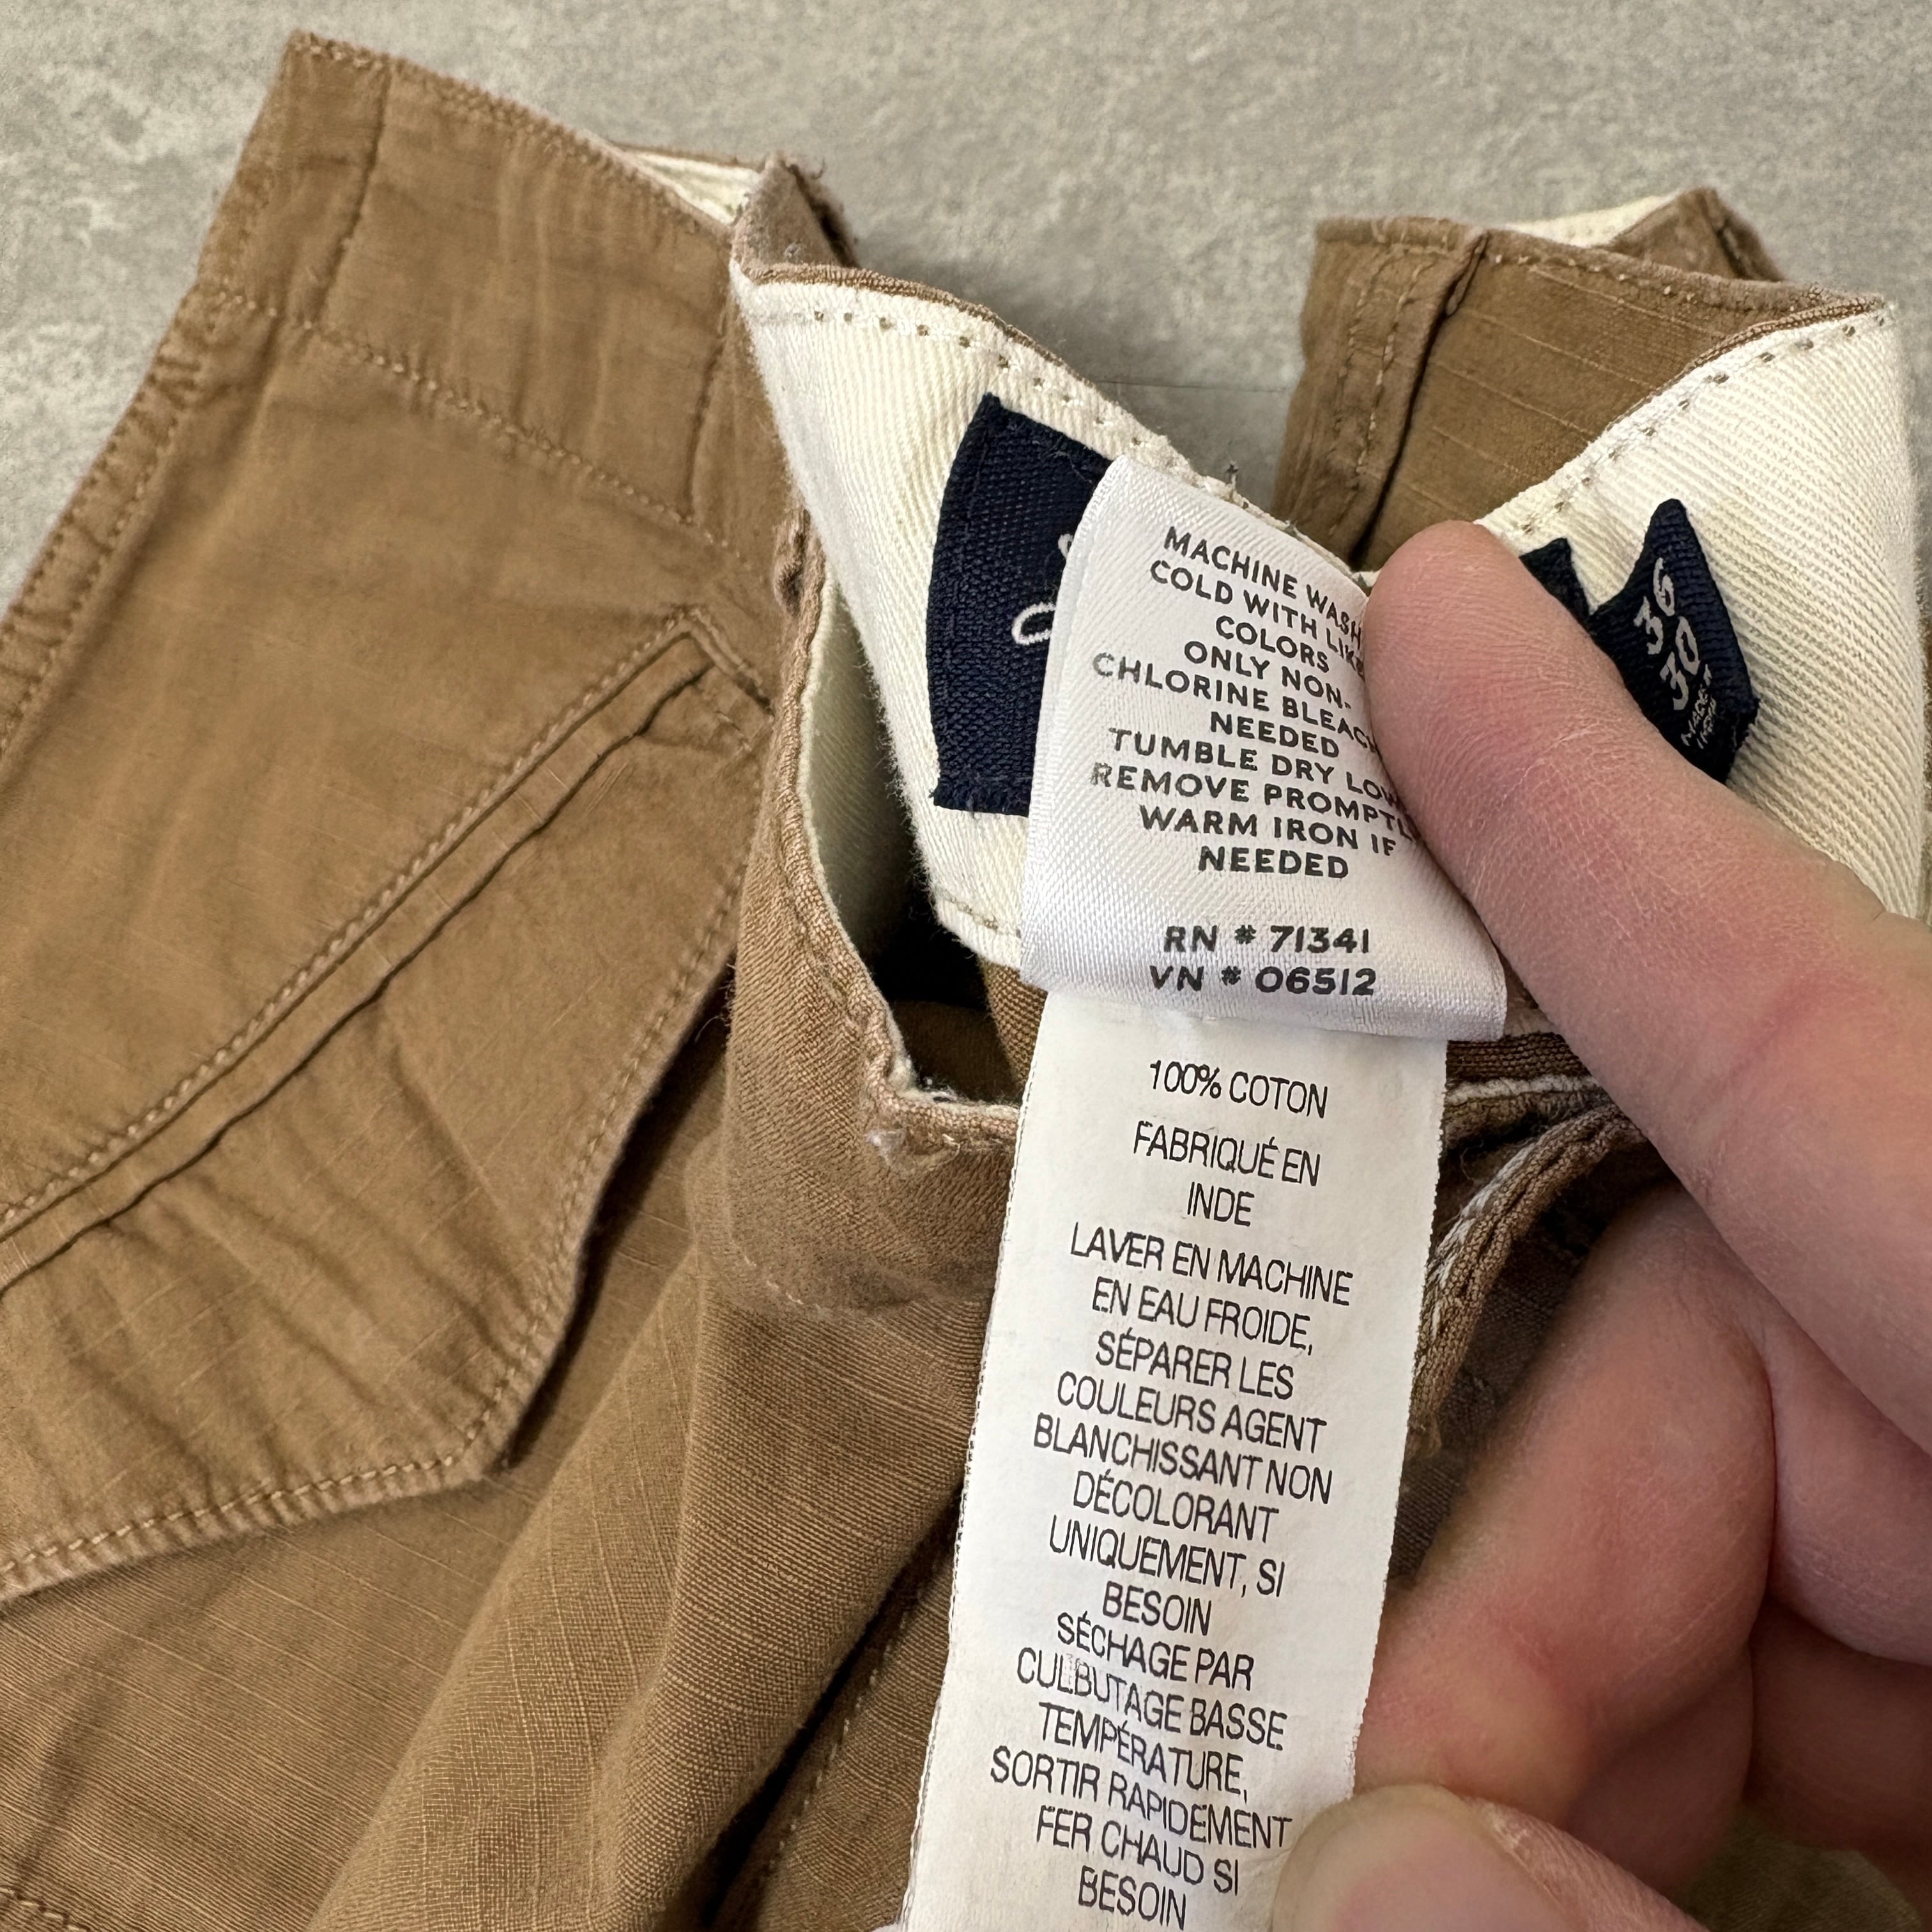 MACHINE WASH
COLD WITH LIKE
COLORS
ONLY NON-
CHLORINE BLEACH
NEEDED
TUMBLE DRY LOW
REMOVE PROMPTLY
WARM IRON IF
NEEDED
RN # 71341
VN # 06512
100% COTON
FABRIQUÉ EN
INDE
LAVER EN MACHINE
EN EAU FROIDE,
SÉPARER LES
COULEURS AGENT
BLANCHISSANT NON
DÉCOLORANT
UNIQUEMENT, SI
BESOIN
SÉCHAGE PAR
CULBUTAGE BASSE
TEMPÉRATURE,
SORTIR RAPIDEMENT
FER CHAUD SI
BESOIN
36
30
MADE